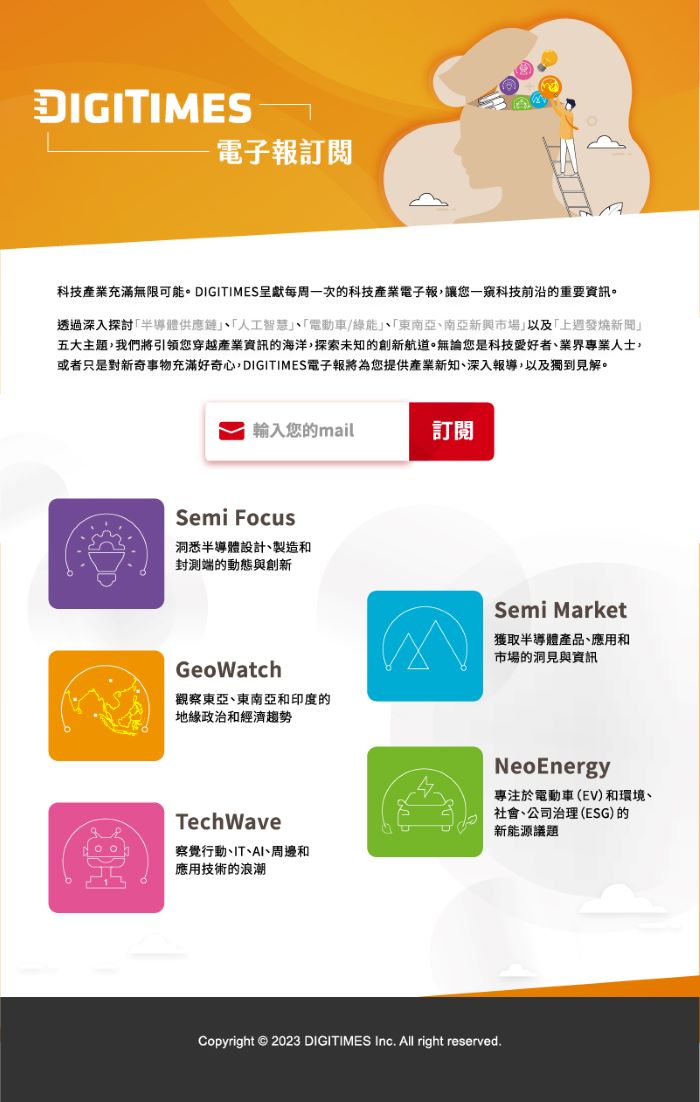 DIGITIMES
電子報訂閱
科技產業充滿無限可能。DIGITIMES呈獻每周一次的科技產業電子報，讓您一窺科技前沿的重要資訊。
透過深入探討「半導體供應鏈」、「人工智慧」、「電動車/綠能」、「東南亞、南亞新興市場」以及「上週發燒新聞」
五大主題，我們將引領您穿越產業資訊的海洋，探索未知的創新航道。無論您是科技愛好者、業界專業人士，
或者只是對新奇事物充滿好奇心，DIGITIMES電子報將為您提供產業新知、深入報導，以及獨到見解。
輸入您的mail
訂閱
Semi Focus
洞悉半導體設計、製造和
封測端的動態與創新
Semi Market
獲取半導體產品、應用和
市場的洞見與資訊
GeoWatch
觀察東亞、東南亞和印度的
地緣政治和經濟趨勢
NeoEnergy
專注於電動車（EV）和環境、
社會、公司治理（ESG）的
新能源議題
TechWave
察覺行動、IT、AI、周邊和
應用技術的浪潮
1
Copyright © 2023 DIGITIMES Inc. All right reserved.